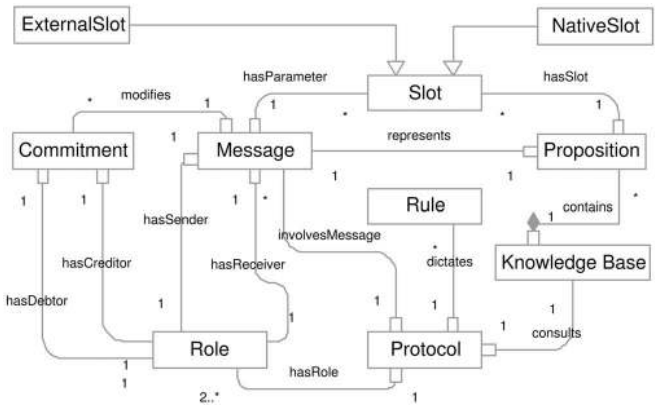 ExternalSlot
NativeSlot
hasParameter
hasSlot
Slot
modifies
* 1 1 1
1 * *
Commitment
Message
represents
Proposition
1 1 1 * 1 1 *
Rule
contains
1
involvesMessage
*
hasSender
hasCreditor
hasReceiver
dictates
Knowledge Base
hasDebtor
1 1 1 1 1
1 consults
Role
Protocol
1
hasRole
1
2..* 1